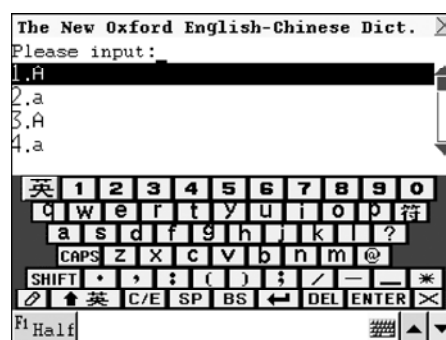 The New Oxford English-Chinese Dict.
Please input:
1.A
2.a
3.A
4.a
英 1 2 3 4 5 6 7 8 9 0
q w e r t y u i o p 符
a s d f g h j k l ?
CAPS z x c v b n m @
SHIFT · , : ( ) ; / — _ *
英 C/E SP BS DEL ENTER
F1 Half